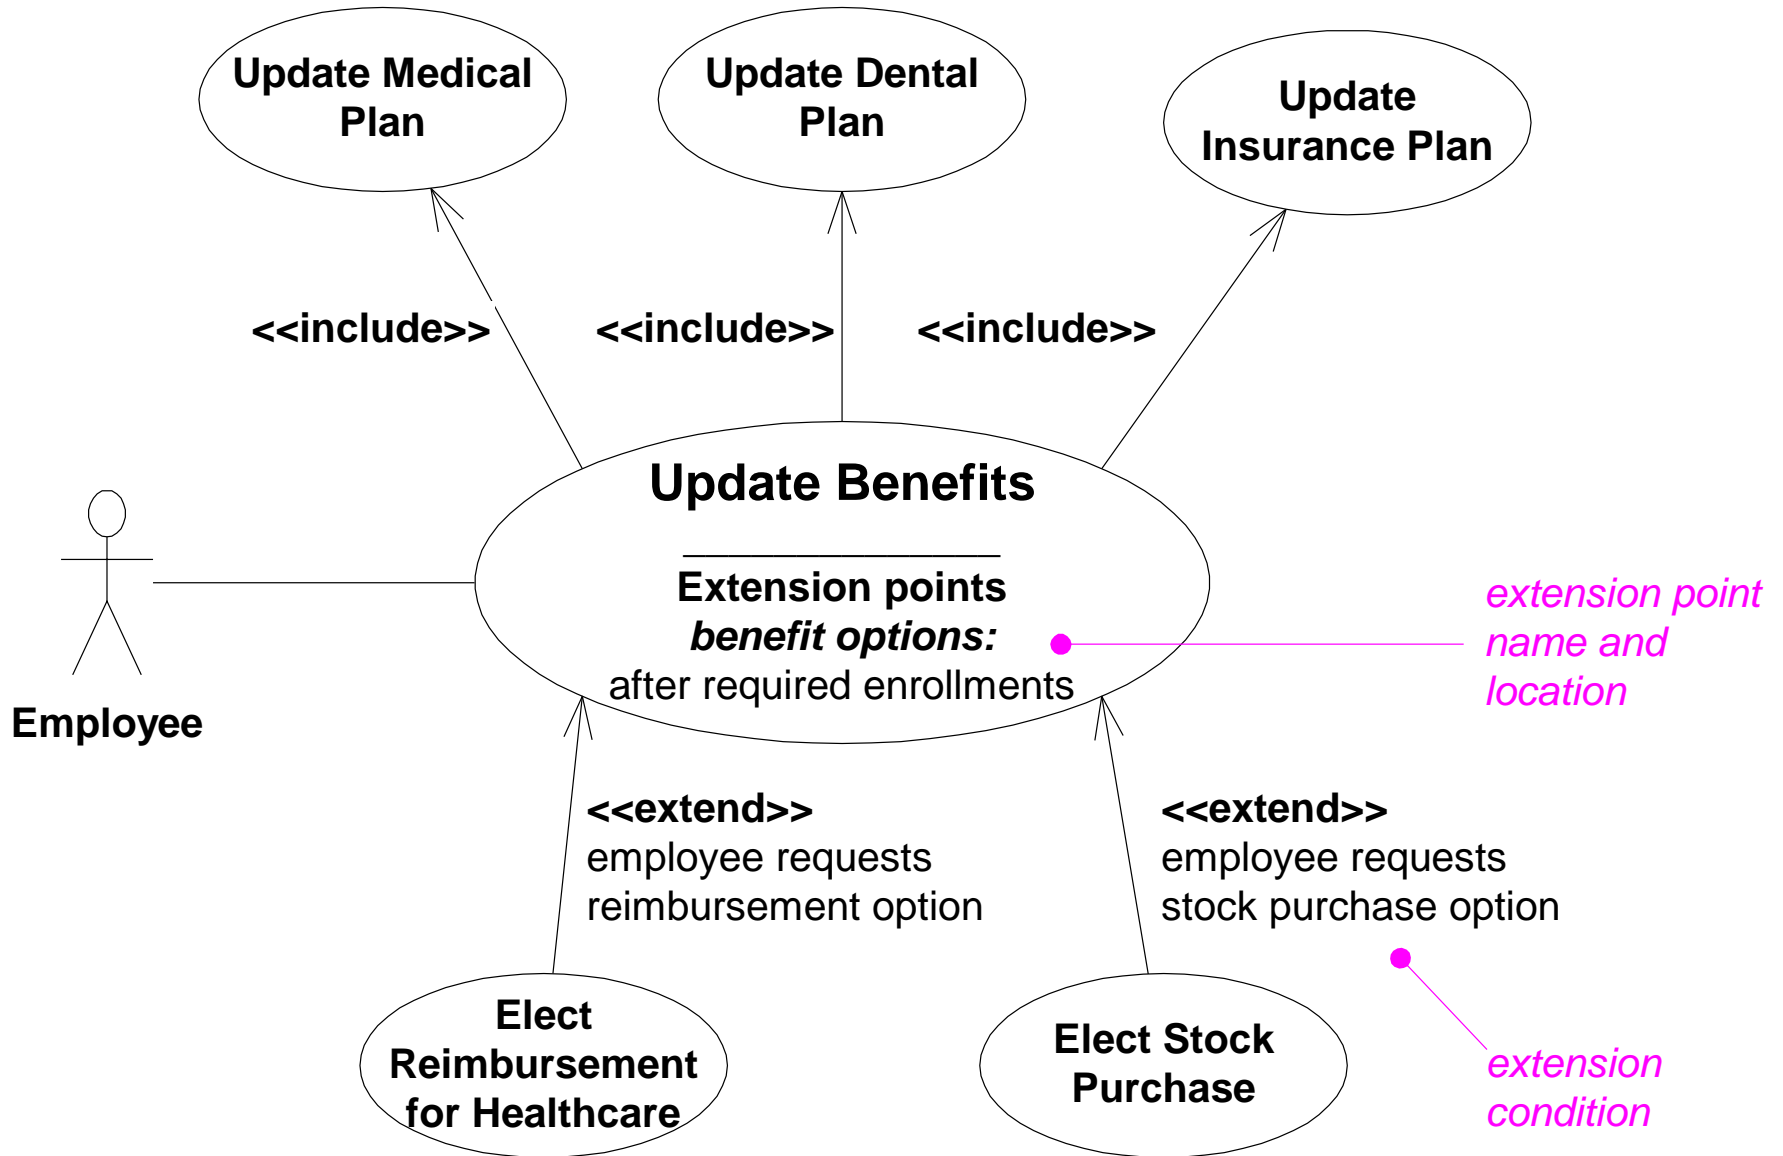 Update Medical
Plan
Update Dental
Plan
Update
Insurance Plan
<<include>>
<<include>>
<<include>>
Update Benefits
Extension points
benefit options:
after required enrollments
extension point
name and
location
Employee
<<extend>>
employee requests
reimbursement option
<<extend>>
employee requests
stock purchase option
Elect
Reimbursement
for Healthcare
Elect Stock
Purchase
extension
condition